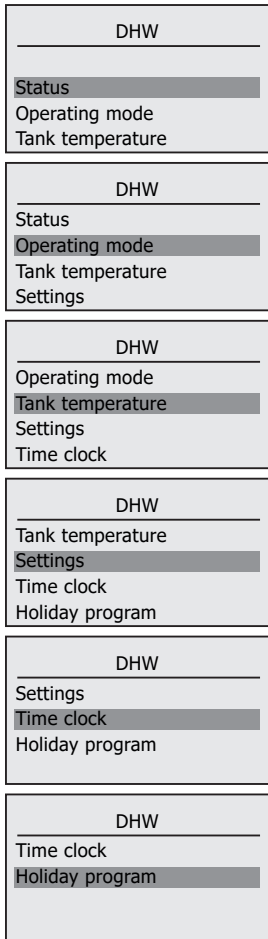 DHW
Status
Operating mode
Tank temperature
DHW
Status
Operating mode
Tank temperature
Settings
DHW
Operating mode
Tank temperature
Settings
Time clock
DHW
Tank temperature
Settings
Time clock
Holiday program
DHW
Settings
Time clock
Holiday program
DHW
Time clock
Holiday program